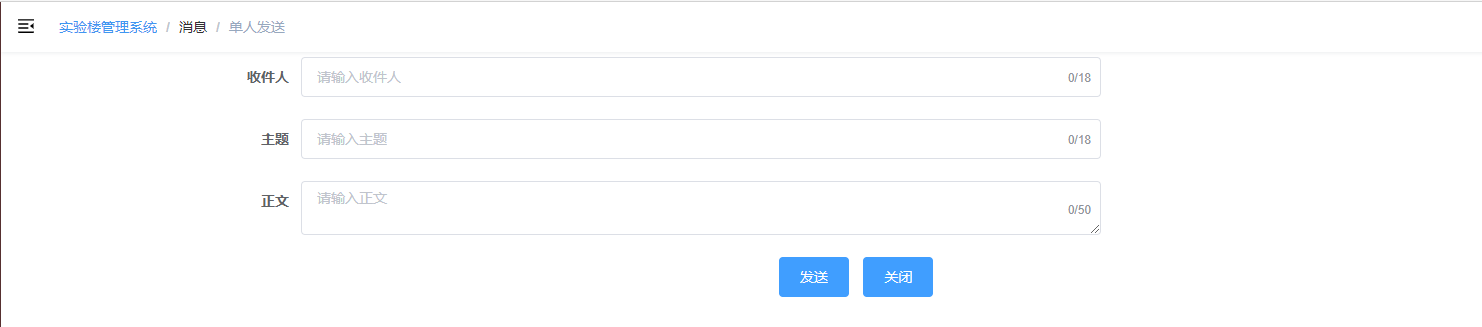 实验楼管理系统 / 消息 / 单人发送
收件人 请输入收件人 0/18
主题 请输入主题 0/18
正文 请输入正文 0/50
发送 关闭